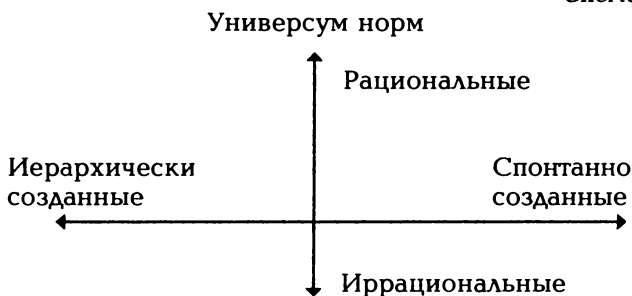 Универсум норм
Рациональные
Иерархически
созданные
Спонтанно
созданные
Иррациональные